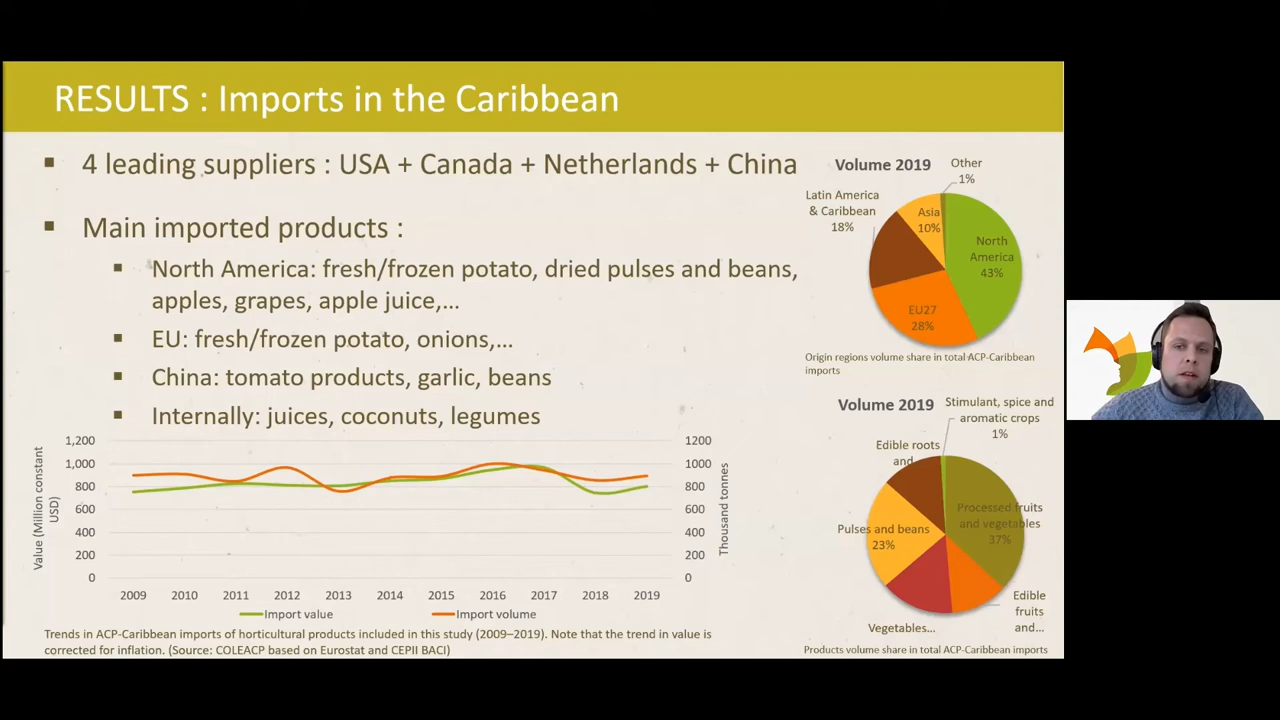 RESULTS : Imports in the Caribbean
▪ 4 leading suppliers : USA + Canada + Netherlands + China
▪ Main imported products :
▪ North America: fresh/frozen potato, dried pulses and beans,
apples, grapes, apple juice,...
▪ EU: fresh/frozen potato, onions,...
▪ China: tomato products, garlic, beans
▪ Internally: juices, coconuts, legumes
Value (Million constant
USD)
1,200
1,000
800
600
400
200
0
1200
1000
800
600
400
200
0
Thousand tonnes
2009 2010 2011 2012 2013 2014 2015 2016 2017 2018 2019
Import value Import volume
Trends in ACP-Caribbean imports of horticultural products included in this study (2009–2019). Note that the trend in value is
corrected for inflation. (Source: COLEACP based on Eurostat and CEPII BACI)
Volume 2019
Other
1%
Latin America
& Caribbean
18%
Asia
10%
North
America
43%
EU27
28%
Origin regions volume share in total ACP-Caribbean
imports
Volume 2019
Stimulant, spice and
aromatic crops
1%
Edible roots
and...
Processed fruits
and vegetables
37%
Pulses and beans
23%
Edible
fruits
and...
Vegetables...
Products volume share in total ACP-Caribbean imports